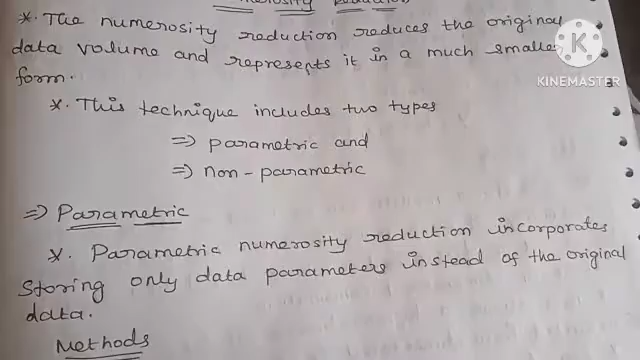 Numerosity Reduction
*. The numerosity reduction reduces the original
data volume and represents it in a much smaller
form.
*. This technique includes two types
⇒ parametric and
⇒ non-parametric
⇒ Parametric
*. Parametric numerosity reduction incorporates
Storing only data parameters instead of the original
data.
Methods
K
KINEMASTER